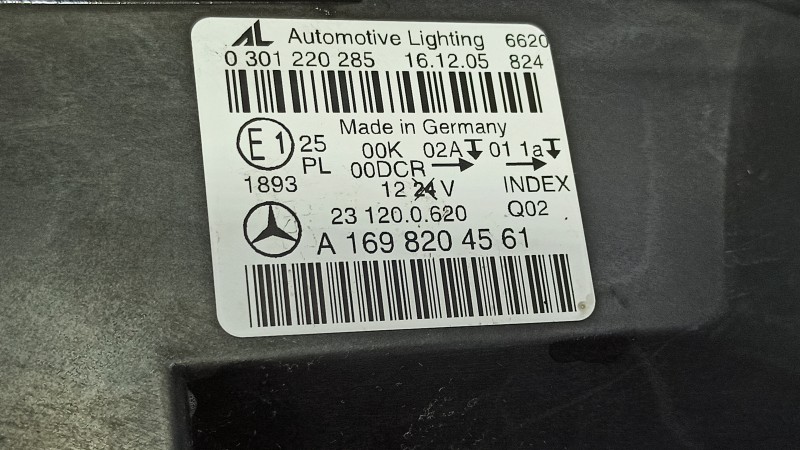 AL Automotive Lighting 6620
0 301 220 285 16.12.05 824
Made in Germany
E1 25 00K 02A 01 1a
PL 00DCR
1893 12 24 V INDEX
23 120.0.620 Q02
A 169 820 45 61